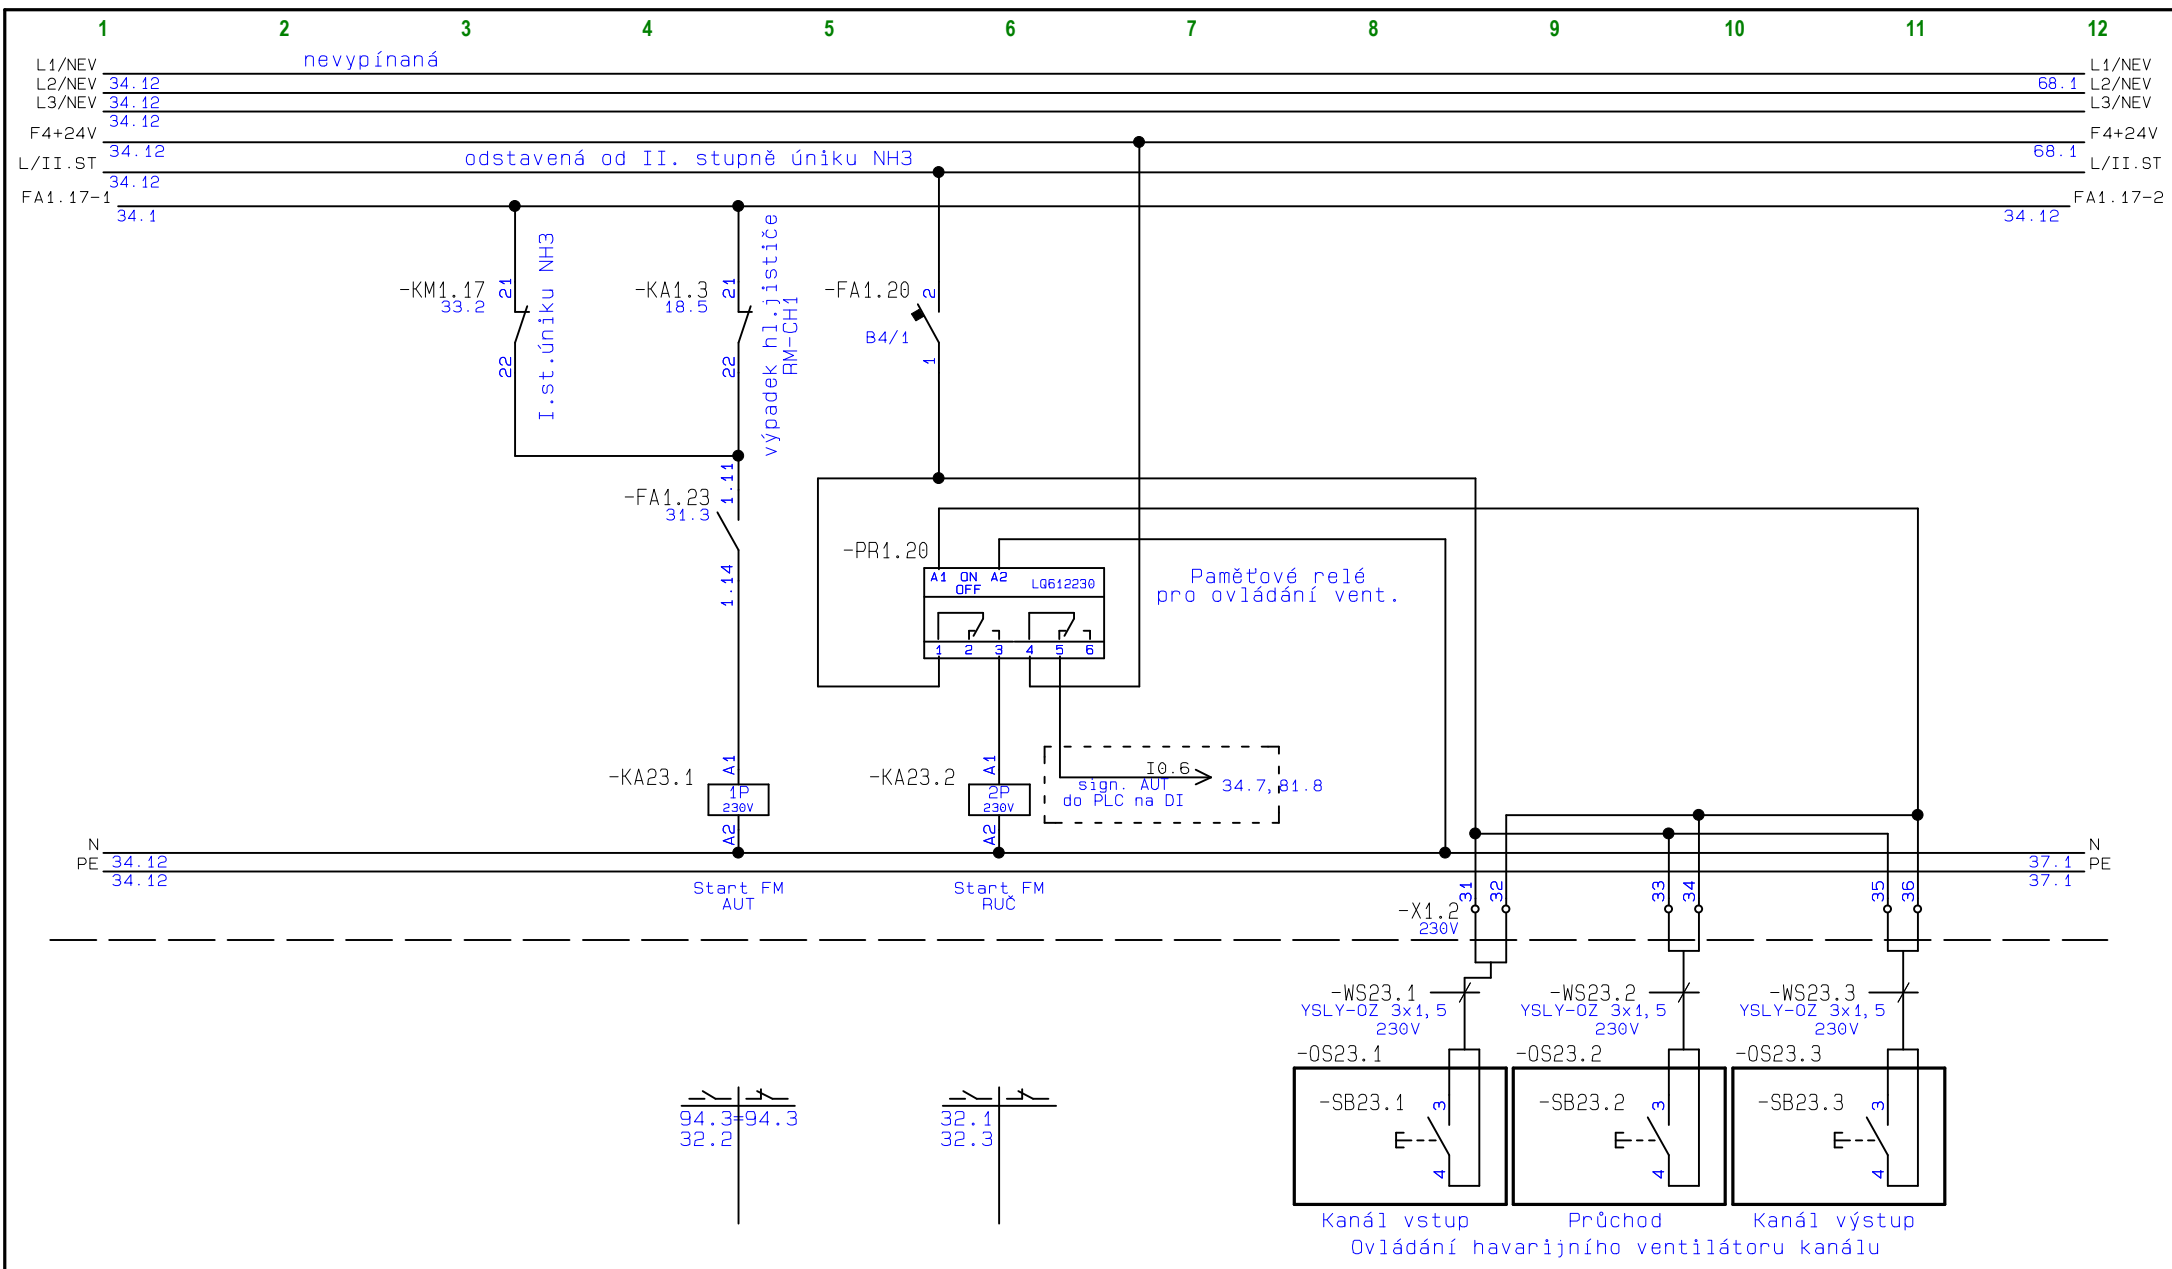 1 2 3 4 5 6 7 8 9 10 11 12
nevypínaná
L1/NEV L1/NEV
L2/NEV 34.12 68.1 L2/NEV
L3/NEV 34.12 L3/NEV
34.12
F4+24V F4+24V
34.12 68.1
odstavená od II. stupně úniku NH3
L/II.ST L/II.ST
34.12
FA1.17-1 FA1.17-2
34.1 34.12
-KM1.17
33.2
21
22
I.st.úniku NH3
-KA1.3
18.5
21
22
výpadek hl.jističe
RM-CH1
-FA1.20
B4/1
2
1
-FA1.23
31.3
1.11
1.14
-PR1.20
A1 ON A2 LQ612230
OFF
1 2 3 4 5 6
Paměťové relé
pro ovládání vent.
-KA23.1
A1
1P
230V
A2
-KA23.2
A1
2P
230V
A2
I0.6
sign. AUT
do PLC na DI
34.7,81.8
N N
PE 34.12 37.1 PE
34.12 37.1
Start FM
AUT
Start FM
RUČ
31 32 33 34 35 36
-X1.2
230V
-WS23.1
YSLY-OZ 3x1,5
230V
-WS23.2
YSLY-OZ 3x1,5
230V
-WS23.3
YSLY-OZ 3x1,5
230V
-OS23.1
-OS23.2
-OS23.3
-SB23.1
3
4
-SB23.2
3
4
-SB23.3
3
4
94.3=94.3
32.2
32.1
32.3
Kanál vstup
Průchod
Kanál výstup
Ovládání havarijního ventilátoru kanálu